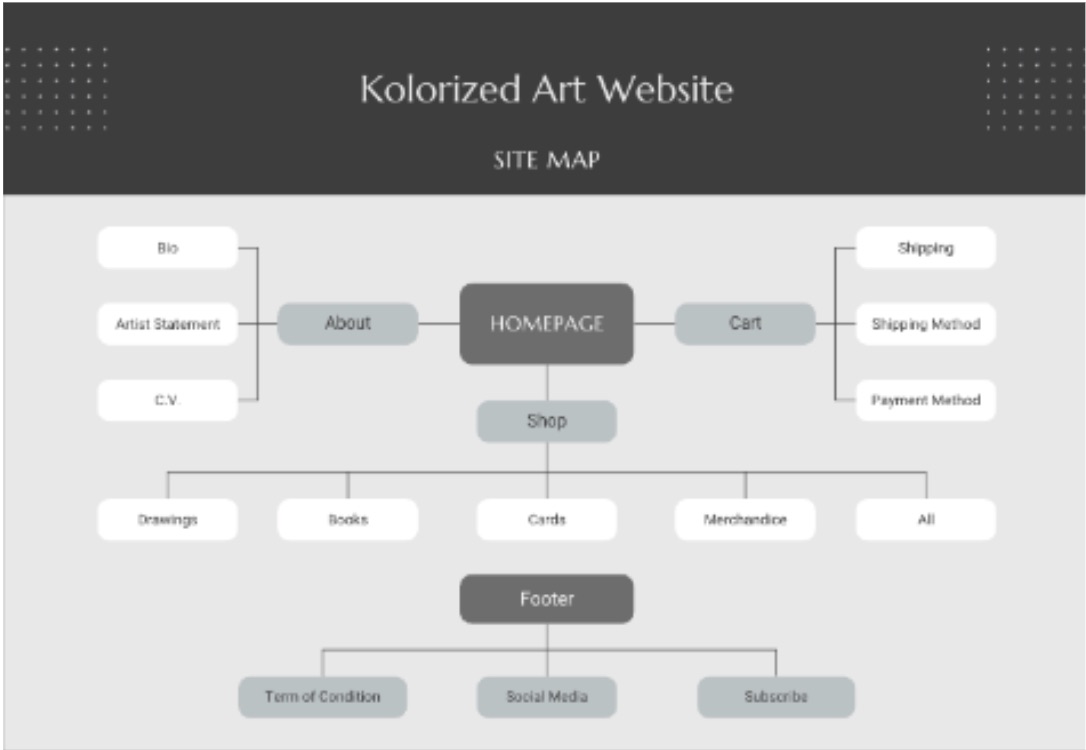 Kolorized Art Website
SITE MAP
Bio
Shipping
Artist Statement
About
HOMEPAGE
Cart
Shipping Method
C.V.
Payment Method
Shop
Drawings
Books
Cards
Merchandice
All
Footer
Term of Condition
Social Media
Subscribe